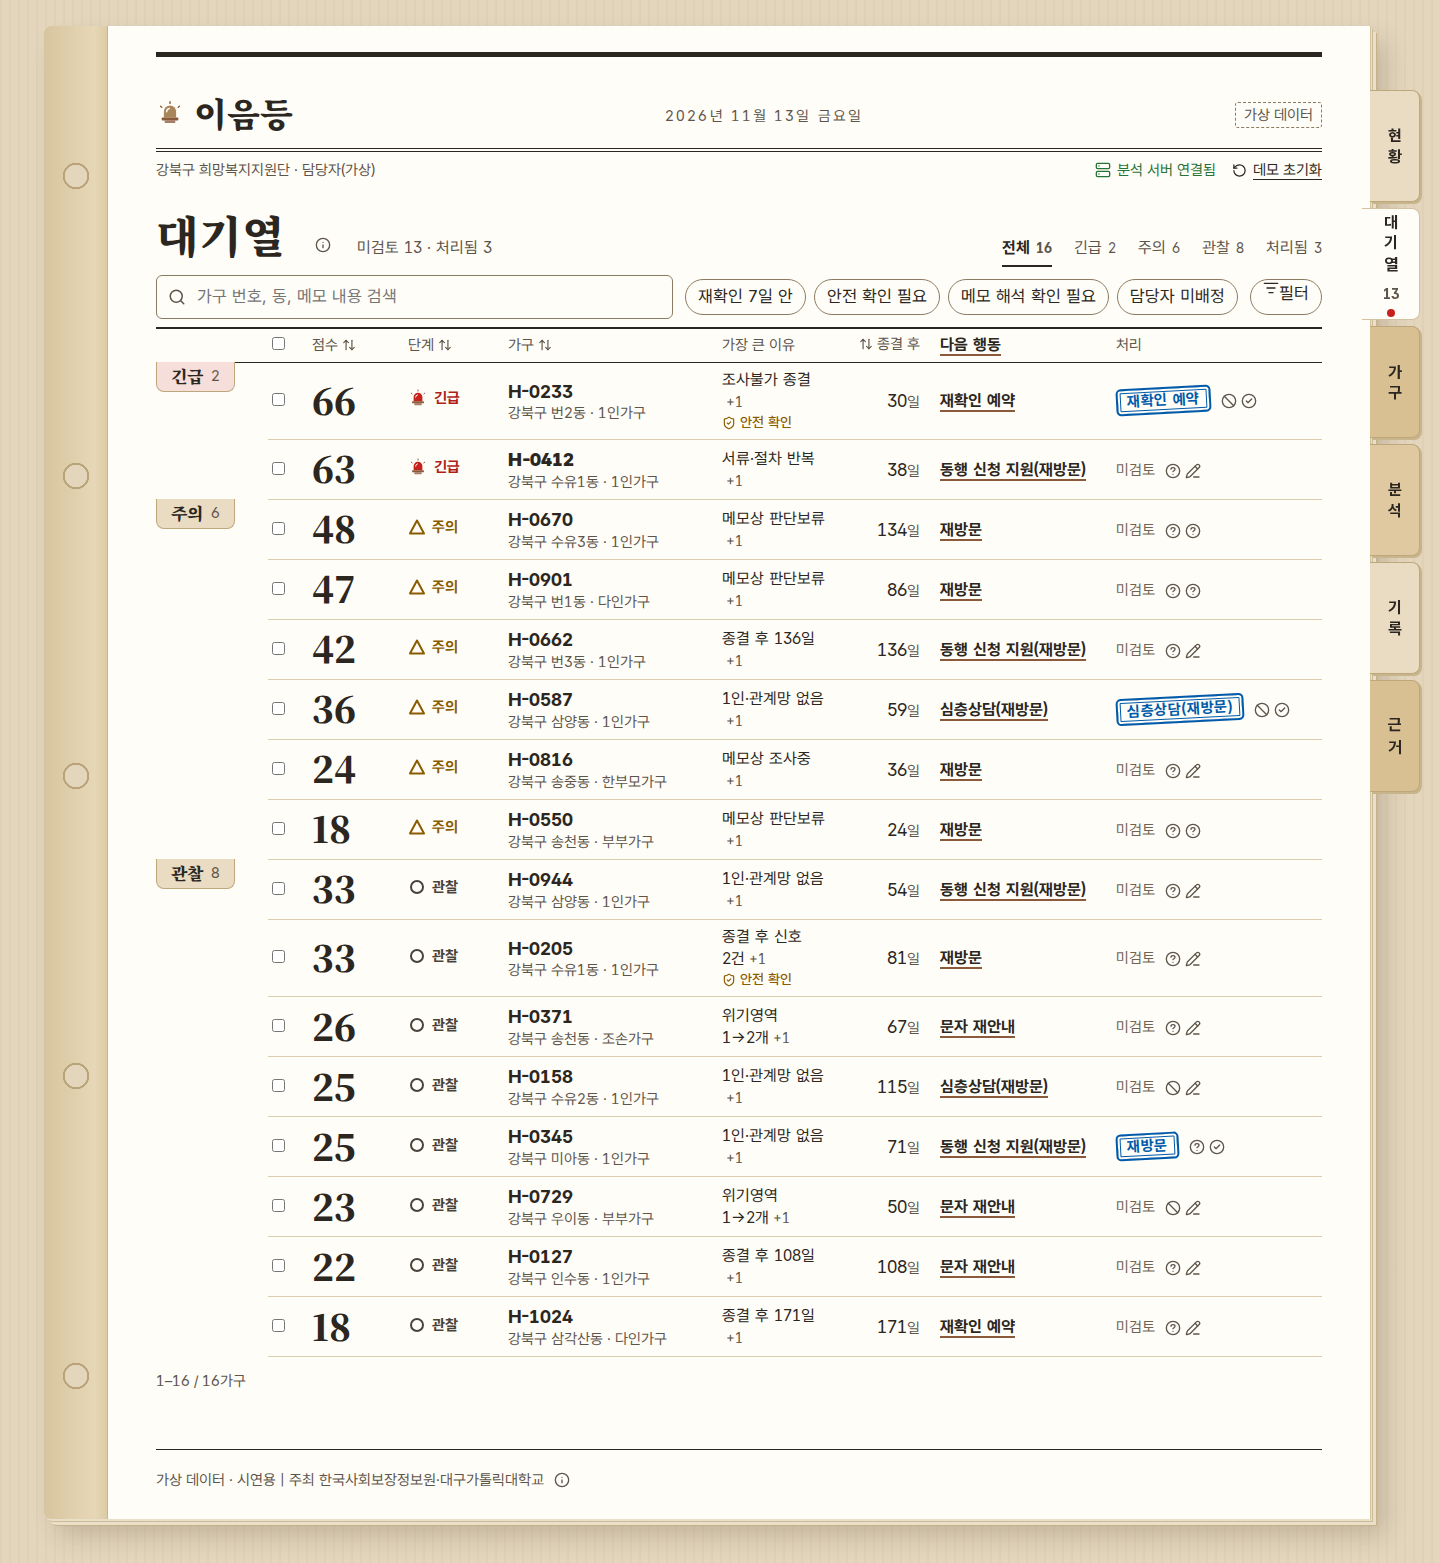 이음등
2026년 11월 13일 금요일
가상 데이터
강북구 희망복지지원단 · 담당자(가상)
분석 서버 연결됨
데모 초기화
대기열
미검토 13 · 처리됨 3
전체 16
긴급 2
주의 6
관찰 8
처리됨 3
가구 번호, 동, 메모 내용 검색
재확인 7일 안
안전 확인 필요
메모 해석 확인 필요
담당자 미배정
필터
점수 단계 가구 가장 큰 이유 종결 후 다음 행동 처리
긴급 2
66 긴급 H-0233 조사불가 종결 30일 재확인 예약 재확인 예약
강북구 번2동 · 1인가구 +1
안전 확인
63 긴급 H-0412 서류·절차 반복 38일 동행 신청 지원(재방문) 미검토
강북구 수유1동 · 1인가구 +1
주의 6
48 주의 H-0670 메모상 판단보류 134일 재방문 미검토
강북구 수유3동 · 1인가구 +1
47 주의 H-0901 메모상 판단보류 86일 재방문 미검토
강북구 번1동 · 다인가구 +1
42 주의 H-0662 종결 후 136일 136일 동행 신청 지원(재방문) 미검토
강북구 번3동 · 1인가구 +1
36 주의 H-0587 1인·관계망 없음 59일 심층상담(재방문) 심층상담(재방문)
강북구 삼양동 · 1인가구 +1
24 주의 H-0816 메모상 조사중 36일 재방문 미검토
강북구 송중동 · 한부모가구 +1
18 주의 H-0550 메모상 판단보류 24일 재방문 미검토
강북구 송천동 · 부부가구 +1
관찰 8
33 관찰 H-0944 1인·관계망 없음 54일 동행 신청 지원(재방문) 미검토
강북구 삼양동 · 1인가구 +1
33 관찰 H-0205 종결 후 신호 81일 재방문 미검토
강북구 수유1동 · 1인가구 2건 +1
안전 확인
26 관찰 H-0371 위기영역 67일 문자 재안내 미검토
강북구 송천동 · 조손가구 1→2개 +1
25 관찰 H-0158 1인·관계망 없음 115일 심층상담(재방문) 미검토
강북구 수유2동 · 1인가구 +1
25 관찰 H-0345 1인·관계망 없음 71일 동행 신청 지원(재방문) 재방문
강북구 미아동 · 1인가구 +1
23 관찰 H-0729 위기영역 50일 문자 재안내 미검토
강북구 우이동 · 부부가구 1→2개 +1
22 관찰 H-0127 종결 후 108일 108일 문자 재안내 미검토
강북구 인수동 · 1인가구 +1
18 관찰 H-1024 종결 후 171일 171일 재확인 예약 미검토
강북구 삼각산동 · 다인가구 +1
1–16 / 16가구
가상 데이터 · 시연용 | 주최 한국사회보장정보원·대구가톨릭대학교
현황
대기열
13
가구
분석
기록
근거